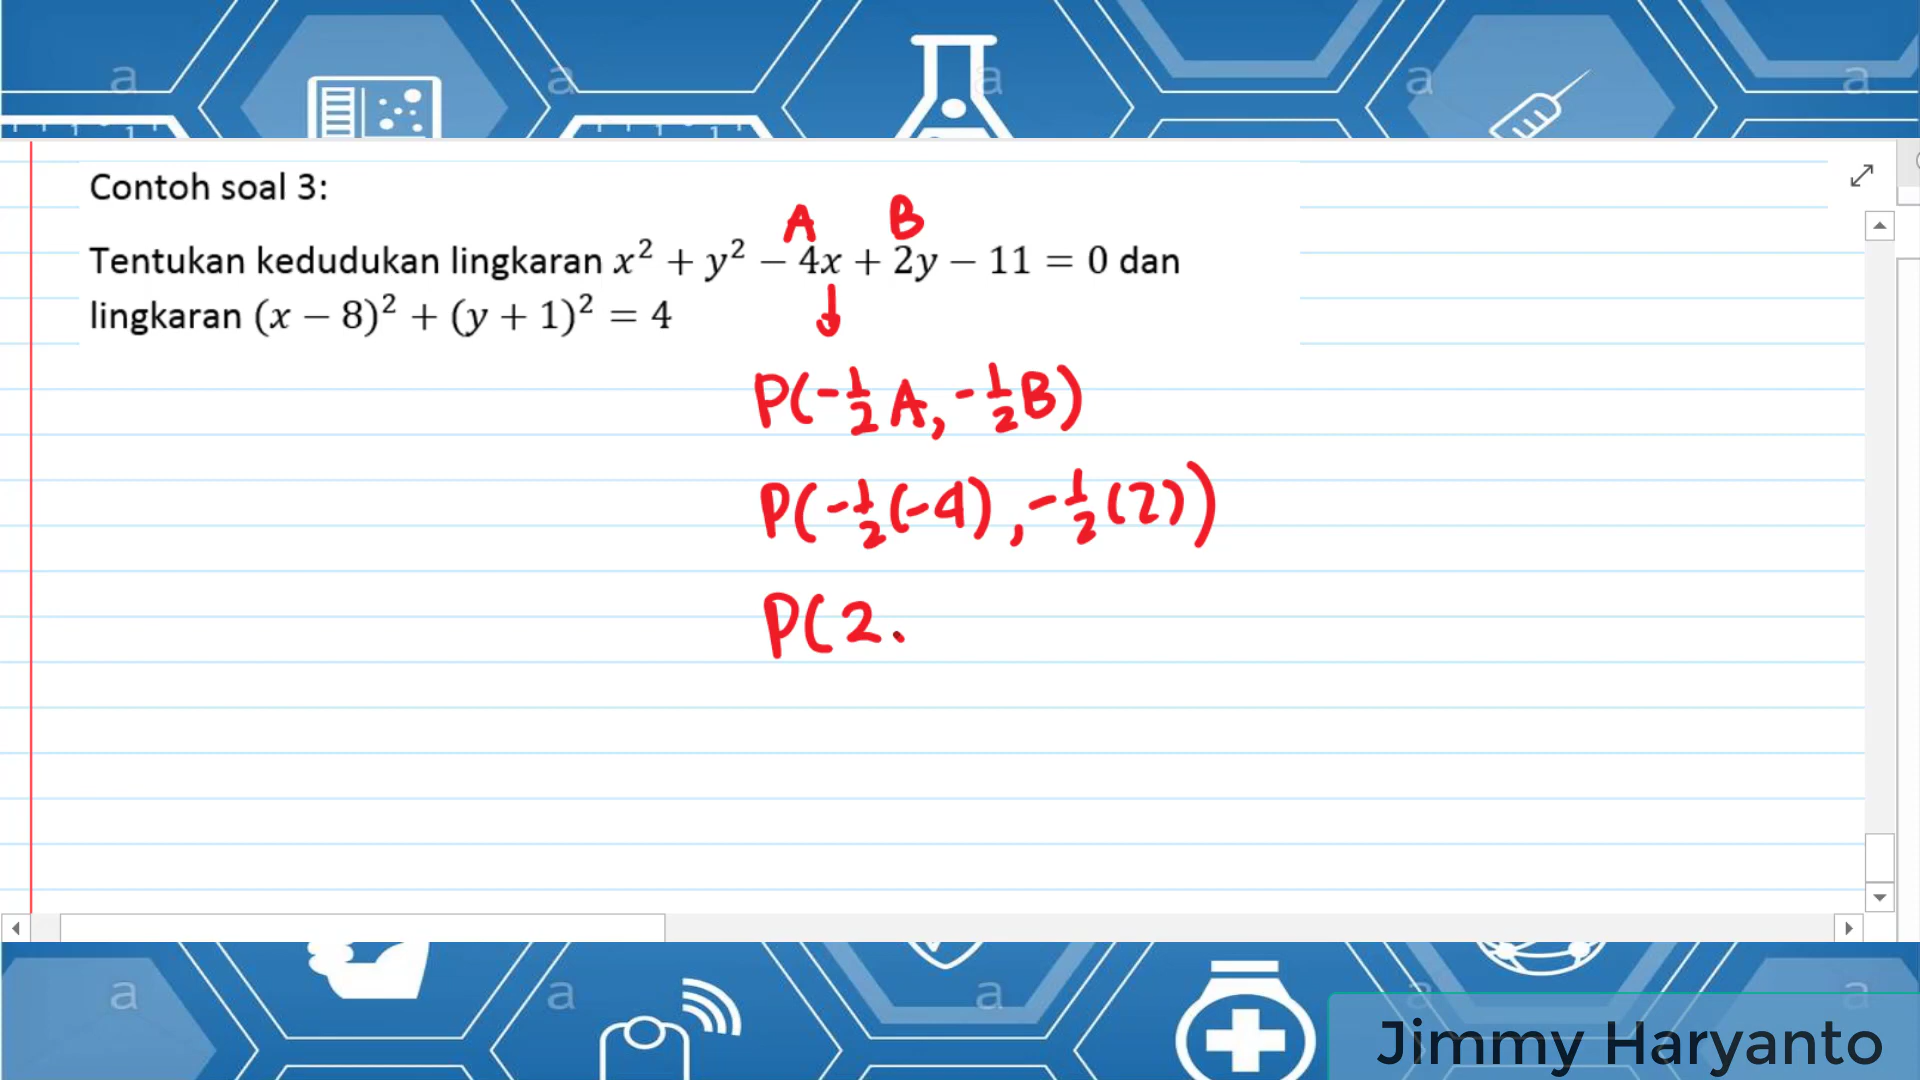 Contoh soal 3:
A B
Tentukan kedudukan lingkaran x² + y² − 4x + 2y − 11 = 0 dan
lingkaran (x − 8)² + (y + 1)² = 4
P(-½A, -½B)
P(-½(-4), -½(2))
P(2.
Jimmy Haryanto